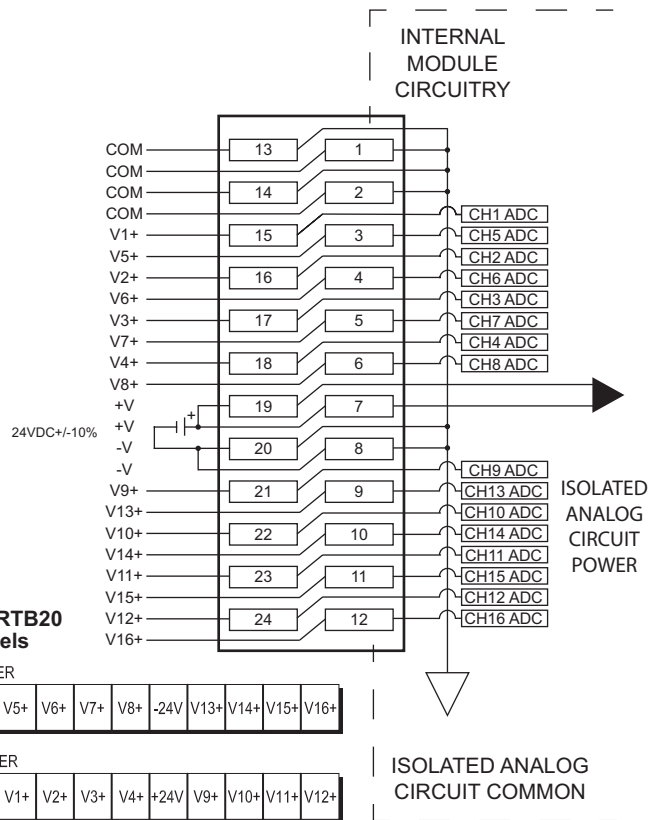 INTERNAL
MODULE
CIRCUITRY
COM
COM
COM
COM
V1+
V5+
V2+
V6+
V3+
V7+
V4+
V8+
+V
+V
-V
-V
V9+
V13+
V10+
V14+
V11+
V15+
V12+
V16+
24VDC+/-10%
+
13 1
14 2
15 3
16 4
17 5
18 6
19 7
20 8
21 9
22 10
23 11
24 12
CH1 ADC
CH5 ADC
CH2 ADC
CH6 ADC
CH3 ADC
CH7 ADC
CH4 ADC
CH8 ADC
CH9 ADC
CH13 ADC
CH10 ADC
CH14 ADC
CH11 ADC
CH15 ADC
CH12 ADC
CH16 ADC
ISOLATED
ANALOG
CIRCUIT
POWER
RTB20
els
ER
V5+ V6+ V7+ V8+ -24V V13+ V14+ V15+ V16+
ER
V1+ V2+ V3+ V4+ +24V V9+ V10+ V11+ V12+
ISOLATED ANALOG
CIRCUIT COMMON